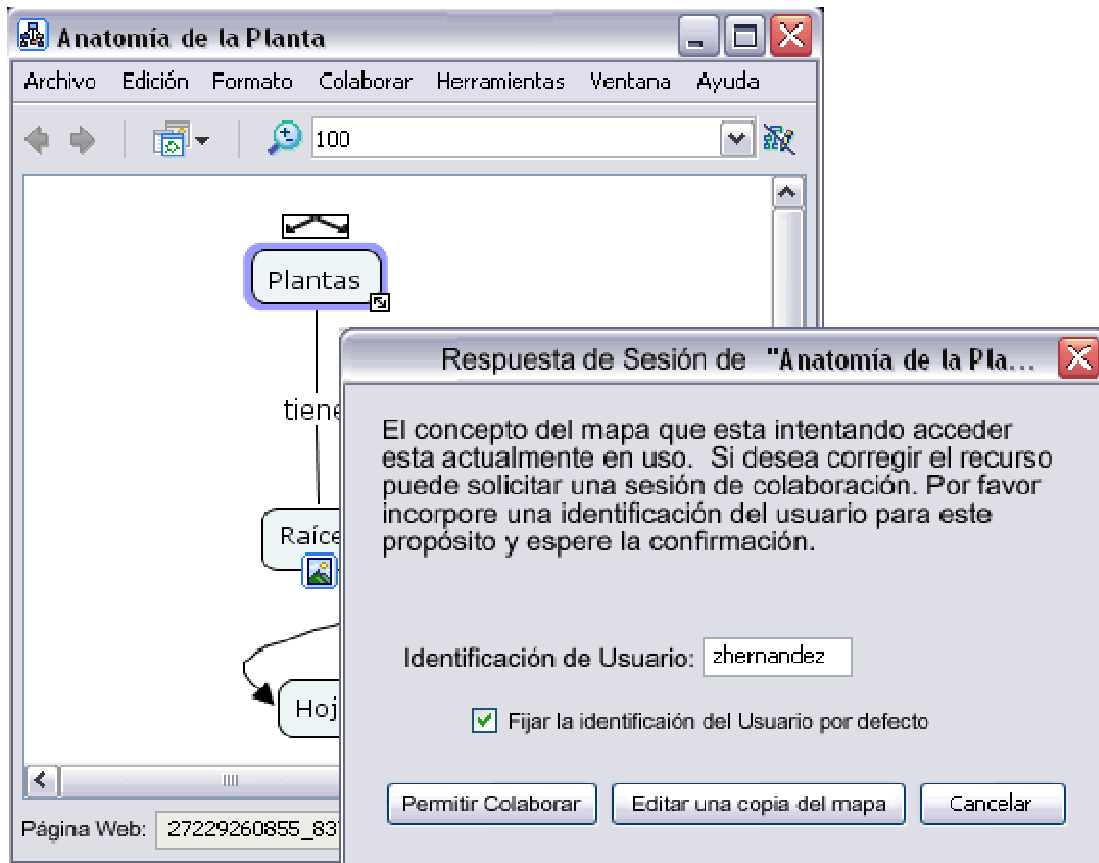 Anatomía de la Planta
Archivo Edición Formato Colaborar Herramientas Ventana Ayuda
100
Plantas
tiene
Raíce
Hoj
Página Web: 27229260855_83
Respuesta de Sesión de "Anatomía de la Pla...
El concepto del mapa que esta intentando acceder
esta actualmente en uso. Si desea corregir el recurso
puede solicitar una sesión de colaboración. Por favor
incorpore una identificación del usuario para este
propósito y espere la confirmación.
Identificación de Usuario: zhernandez
Fijar la identificaión del Usuario por defecto
Permitir Colaborar Editar una copia del mapa Cancelar